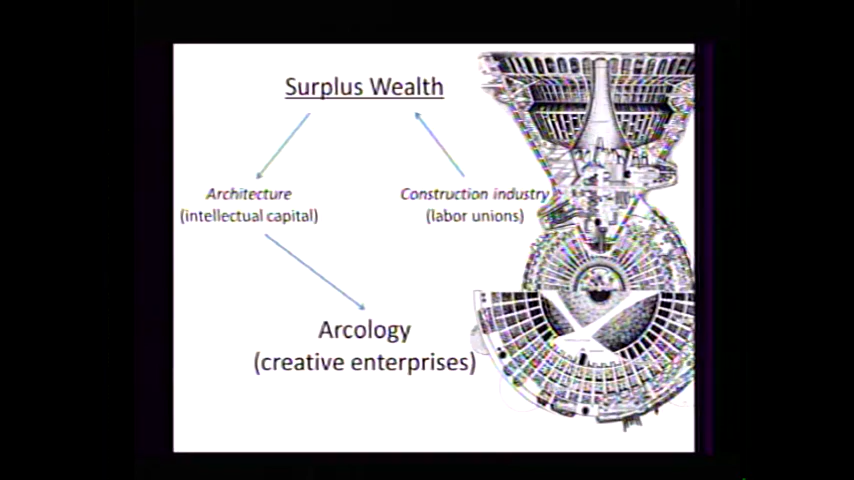 Surplus Wealth
Architecture
(intellectual capital)
Construction industry
(labor unions)
Arcology
(creative enterprises)